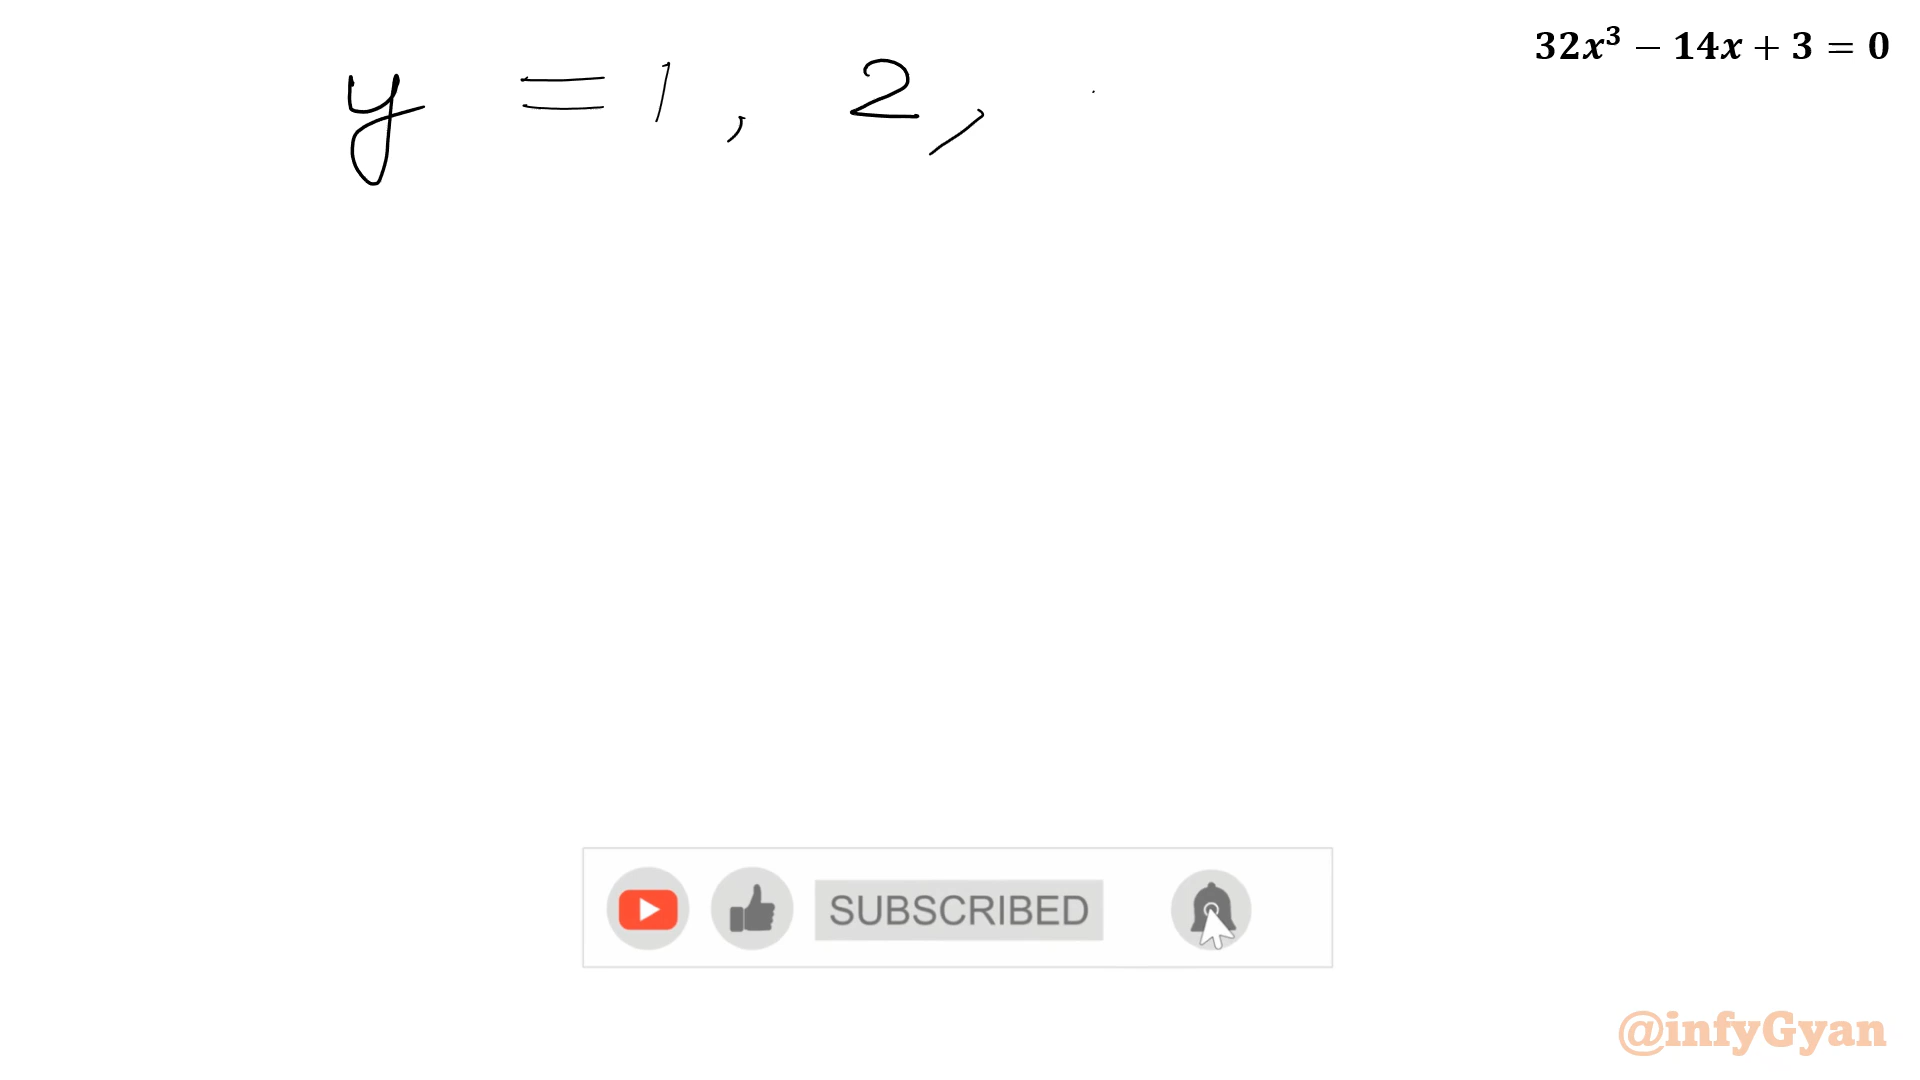 32x³ − 14x + 3 = 0
y = 1, 2,
SUBSCRIBED
@infyGyan